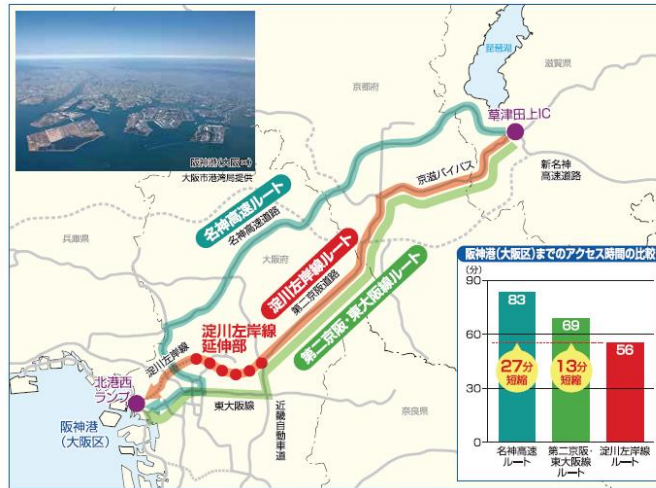 阪神港(大阪区)
大阪市港湾局提供
琵琶湖
滋賀県
京都府
草津田上IC
新名神
高速道路
京滋バイパス
名神高速ルート
名神高速道路
兵庫県
大阪府
淀川左岸線ルート
第二京阪道路
第二京阪・東大阪線ルート
淀川左岸線
延伸部
淀川左岸線
北港西
ランプ
阪神港
(大阪区)
東大阪線
近畿自動車道
奈良県
阪神港(大阪区)までのアクセス時間の比較
(分)
90
60
30
0
83
69
56
27分
短縮
13分
短縮
名神高速
ルート
第二京阪・
東大阪線
ルート
淀川左岸線
ルート